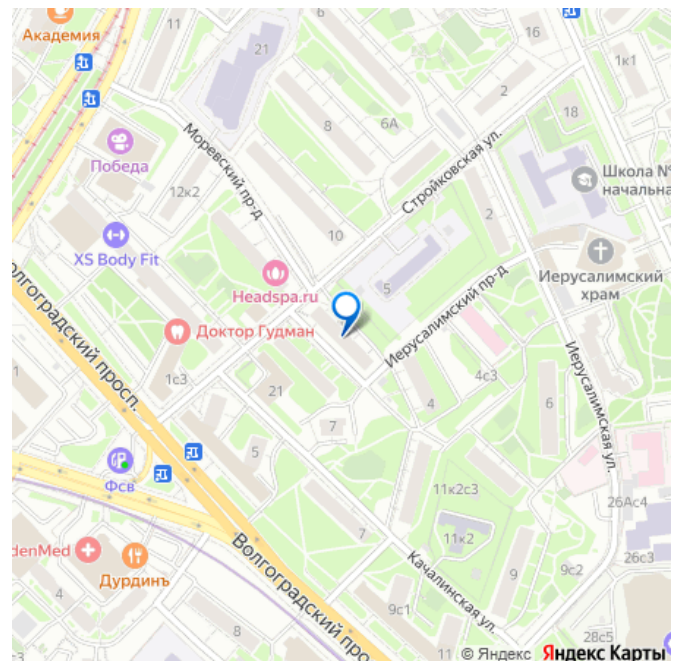 11
6
16
Академия
21
1к1
2
8
6А
18
Моревский пр-д
Стройковская ул.
Победа
Школа №
начальна
12к2
2
10
XS Body Fit
Иерусалимский
храм
Headspa.ru
5
Иерусалимский пр-д
Волгоградский просп.
Доктор Гудман
1
1с3
21
4с3
4
6
Иерусалимская ул.
7
5
Фсв
11к2с3
26Ас4
7
11к2
denMed
Дурдинъ
Волгоградский про
Качалинская ул.
9
9с2
26с3
4
9с1
8
28с5
11
© Яндекс Яндекс Карты